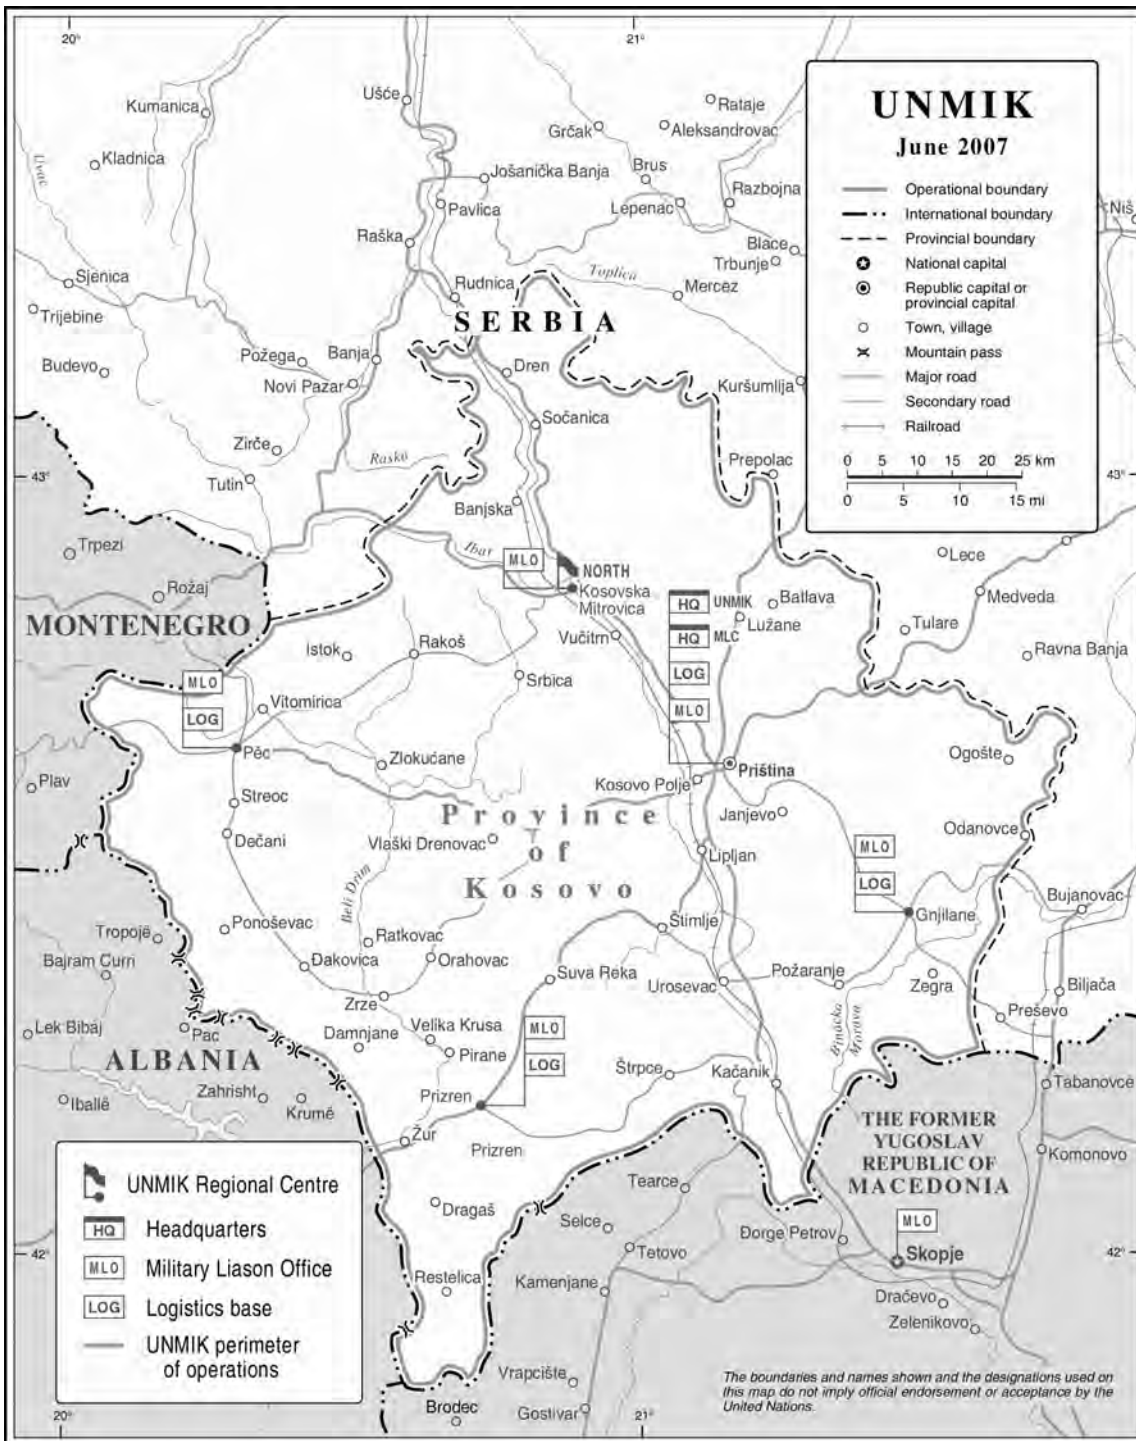 20°
21°
UNMIK
June 2007
Operational boundary
International boundary
Provincial boundary
National capital
Republic capital or
provincial capital
Town, village
Mountain pass
Major road
Secondary road
Railroad
0 5 10 15 20 25 km
0 5 10 15 mi
Ušće
Kumanica
Rataje
Grčak
Aleksandrovac
Kladnica
Uvac
Jošanička Banja
Brus
Razbojna
Lepenac
Pavlica
Niš
Raška
Blace
Trbunje
Toplica
Sjenica
Rudnica
Mercez
Trijebine
SERBIA
Požega
Banja
Dren
Budevo
Novi Pazar
Kuršumlija
Sočanica
Zirče
Raska
Prepolac
43°
43°
Tutin
Banjska
Trpezi
Ibar
MLO
NORTH
Lece
Rožaj
Kosovska
Mitrovica
HQ UNMIK
Batlava
Medveda
MONTENEGRO
Lužane
Tulare
Vučitrn
HQ MLC
Istok
Rakoš
Ravna Banja
MLO
Srbica
LOG
Vitomirica
LOG
MLO
Pěc
Zlokućane
Priština
Ogošte
Plav
Kosovo Polje
Streoc
Province
of
Kosovo
Janjevo
Dečani
Vlaški Drenovac
Odanovce
Lipljan
MLO
LOG
Beli Drim
Bujanovac
Ponoševac
Gnjilane
Tropojë
Štimlje
Ratkovac
Bajram Curri
Đakovica
Orahovac
Suva Reka
Požaranje
Zegra
Urosevac
Biljača
Zrze
Preševo
Lek Bibaj
Pac
Damnjane
Velika Krusa
MLO
Binačka
Morava
ALBANIA
Pirane
LOG
Štrpce
Kačanik
Zahrisht
Tabanovcë
Iballë
Krumë
Prizren
THE FORMER
YUGOSLAV
REPUBLIC OF
MACEDONIA
Žur
Prizren
Komonovo
UNMIK Regional Centre
HQ Headquarters
MLO Military Liason Office
LOG Logistics base
UNMIK perimeter
of operations
Tearce
Dragaš
Selce
Đorge Petrov
MLO
42°
Tetovo
Skopje
42°
Restelica
Kamenjane
Dračevo
Zelenikovo
Vrapcište
The boundaries and names shown and the designations used on
this map do not imply official endorsement or acceptance by the
United Nations.
Brodec
Gostivar
20°
21°